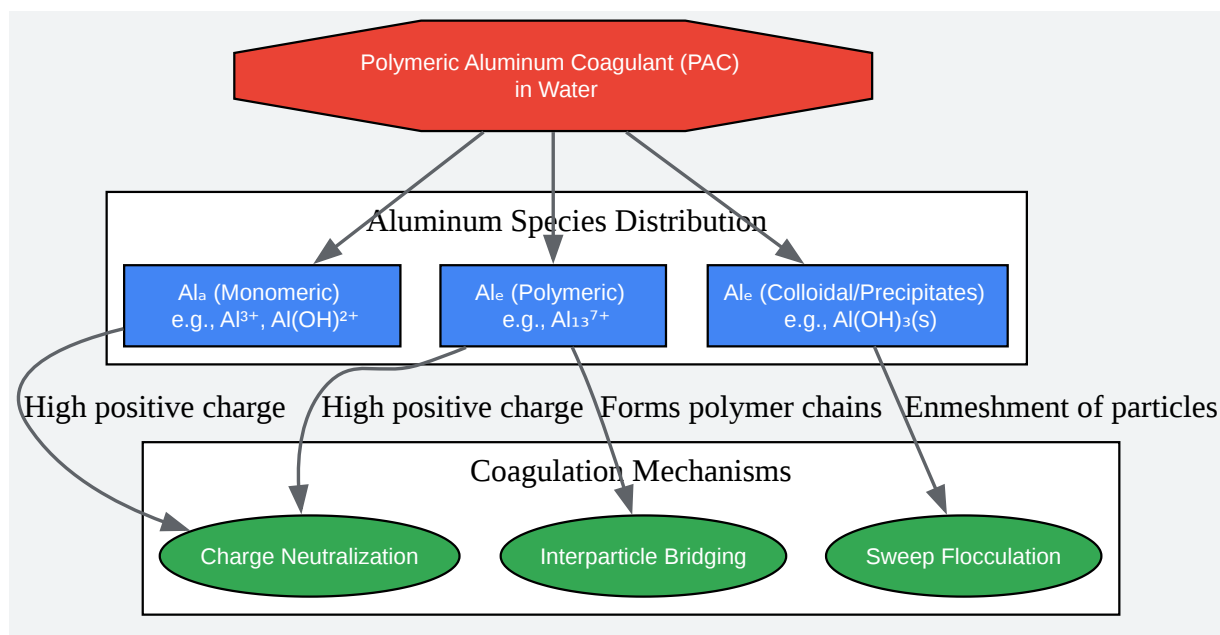 Polymeric Aluminum Coagulant (PAC)
in Water
Aluminum Species Distribution
Alₐ (Monomeric)
e.g., Al³⁺, Al(OH)²⁺
Alₑ (Polymeric)
e.g., Al₁₃⁷⁺
Alₑ (Colloidal/Precipitates)
e.g., Al(OH)₃(s)
High positive charge
High positive charge
Forms polymer chains
Enmeshment of particles
Coagulation Mechanisms
Charge Neutralization
Interparticle Bridging
Sweep Flocculation